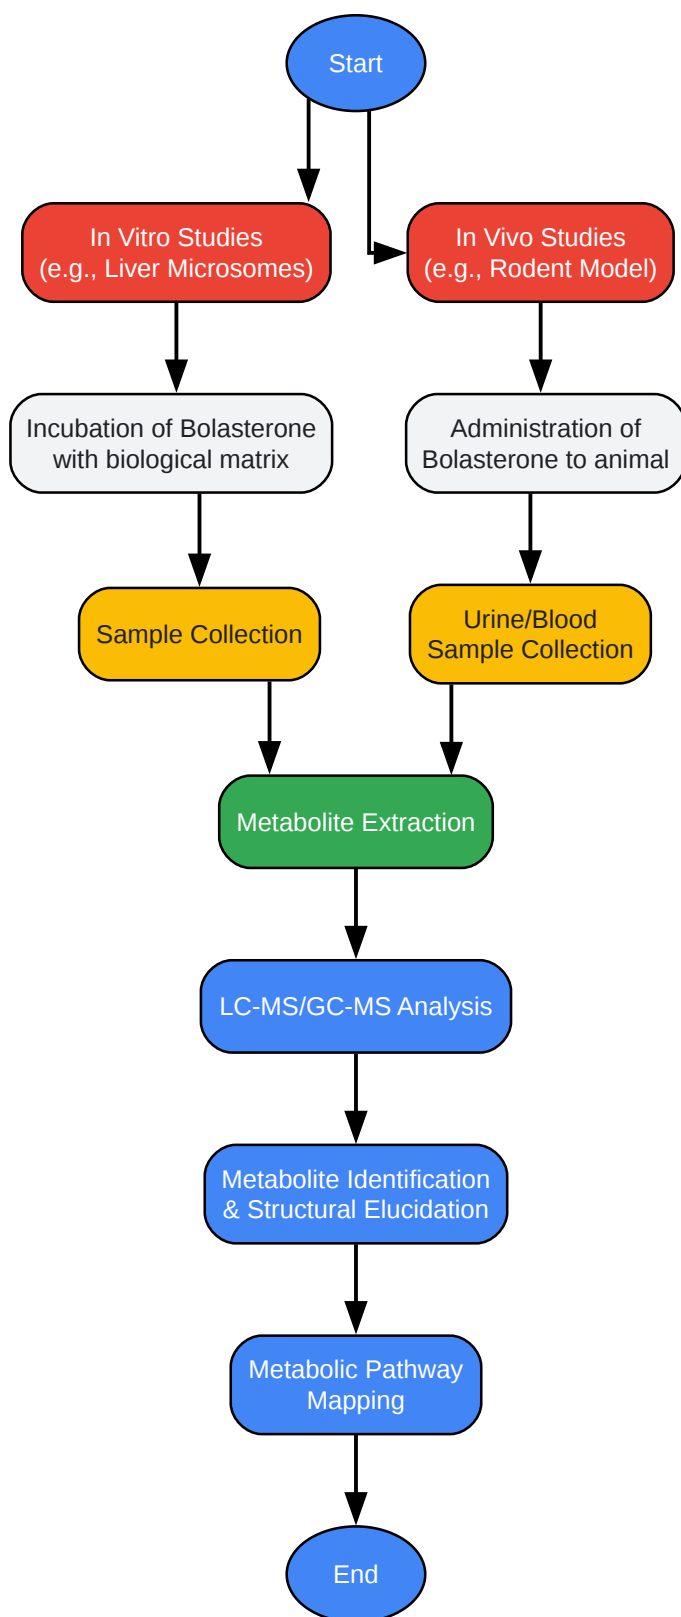 Start
In Vitro Studies
(e.g., Liver Microsomes)
In Vivo Studies
(e.g., Rodent Model)
Incubation of Bolasterone
with biological matrix
Administration of
Bolasterone to animal
Sample Collection
Urine/Blood
Sample Collection
Metabolite Extraction
LC-MS/GC-MS Analysis
Metabolite Identification
& Structural Elucidation
Metabolic Pathway
Mapping
End